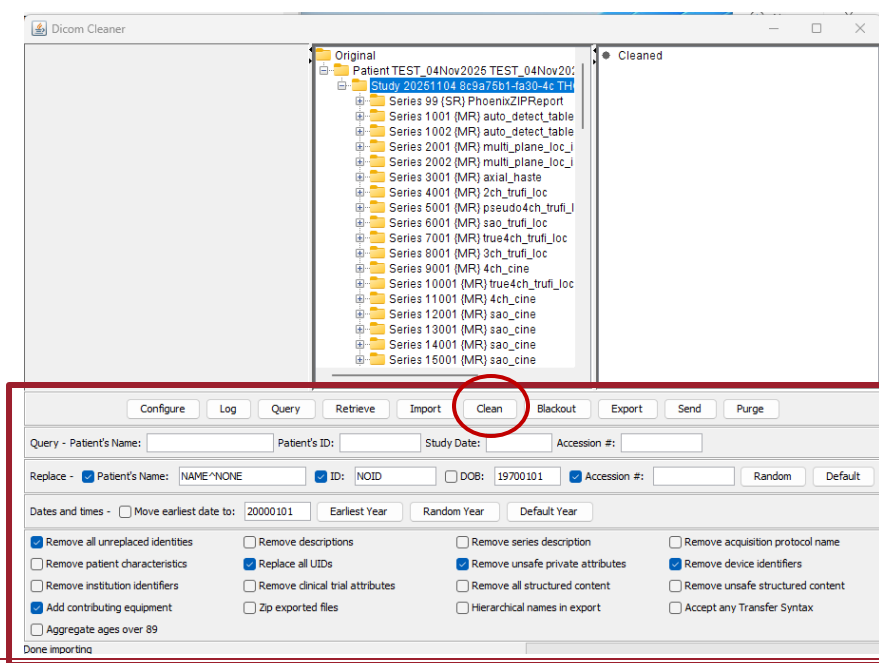 Dicom Cleaner
Original
Patient TEST_04Nov2025 TEST_04Nov202
Study 20251104 8c9a75b1-fa30-4c TH
Series 99 {SR} PhoenixZIPReport
Series 1001 {MR} auto_detect_table
Series 1002 {MR} auto_detect_table
Series 2001 {MR} multi_plane_loc_i
Series 2002 {MR} multi_plane_loc_i
Series 3001 {MR} axial_haste
Series 4001 {MR} 2ch_trufi_loc
Series 5001 {MR} pseudo4ch_trufi_l
Series 6001 {MR} sao_trufi_loc
Series 7001 {MR} true4ch_trufi_loc
Series 8001 {MR} 3ch_trufi_loc
Series 9001 {MR} 4ch_cine
Series 10001 {MR} true4ch_trufi_loc
Series 11001 {MR} 4ch_cine
Series 12001 {MR} sao_cine
Series 13001 {MR} sao_cine
Series 14001 {MR} sao_cine
Series 15001 {MR} sao_cine
Cleaned
Configure Log Query Retrieve Import Clean Blackout Export Send Purge
Query - Patient's Name: Patient's ID: Study Date: Accession #:
Replace - Patient's Name: NAME^NONE ID: NOID DOB: 19700101 Accession #: Random Default
Dates and times - Move earliest date to: 20000101 Earliest Year Random Year Default Year
Remove all unreplaced identities Remove descriptions Remove series description Remove acquisition protocol name
Remove patient characteristics Replace all UIDs Remove unsafe private attributes Remove device identifiers
Remove institution identifiers Remove clinical trial attributes Remove all structured content Remove unsafe structured content
Add contributing equipment Zip exported files Hierarchical names in export Accept any Transfer Syntax
Aggregate ages over 89
Done importing